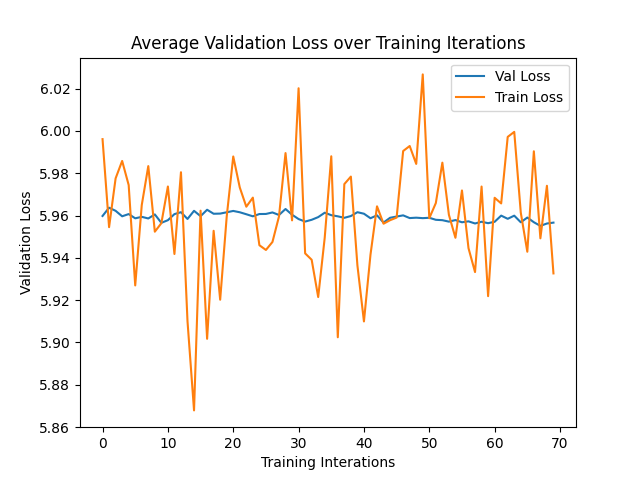 Average Validation Loss over Training Iterations
Val Loss
Train Loss
Validation Loss
6.02
6.00
5.98
5.96
5.94
5.92
5.90
5.88
5.86
0 10 20 30 40 50 60 70
Training Interations